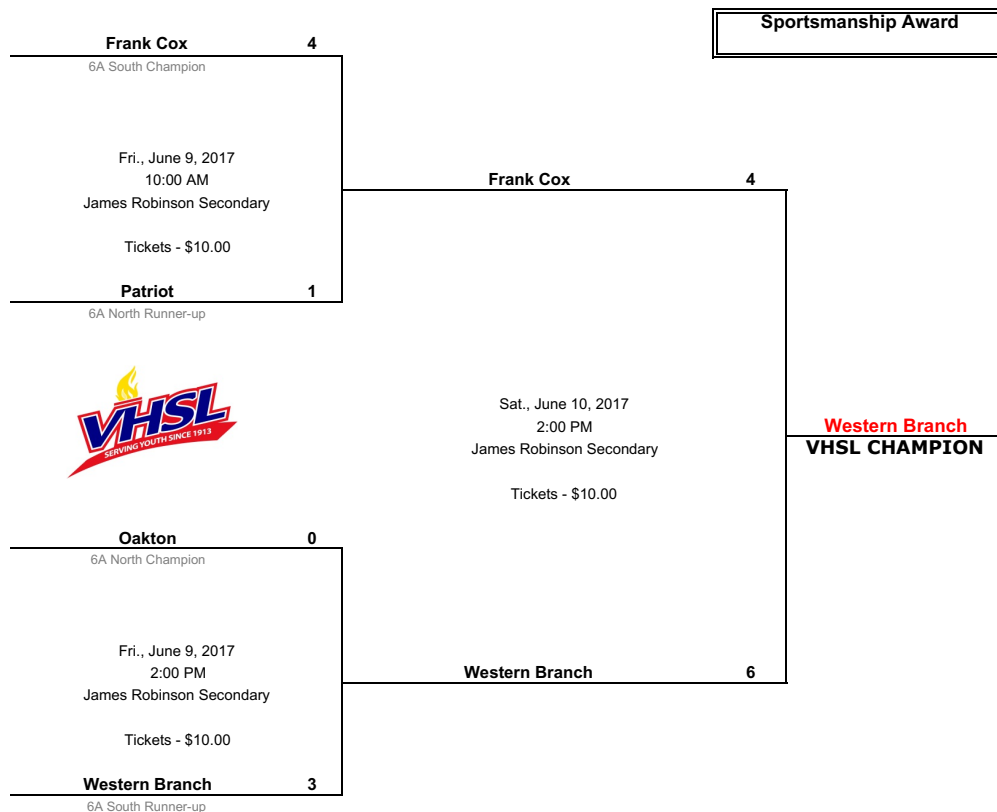 Sportsmanship Award
Frank Cox 4
6A South Champion
Fri., June 9, 2017
10:00 AM
James Robinson Secondary
Tickets - $10.00
Patriot 1
6A North Runner-up
Frank Cox 4
VHSL
SERVING YOUTH SINCE 1913
Sat., June 10, 2017
2:00 PM
James Robinson Secondary
Tickets - $10.00
Western Branch
VHSL CHAMPION
Oakton 0
6A North Champion
Fri., June 9, 2017
2:00 PM
James Robinson Secondary
Tickets - $10.00
Western Branch 3
6A South Runner-up
Western Branch 6